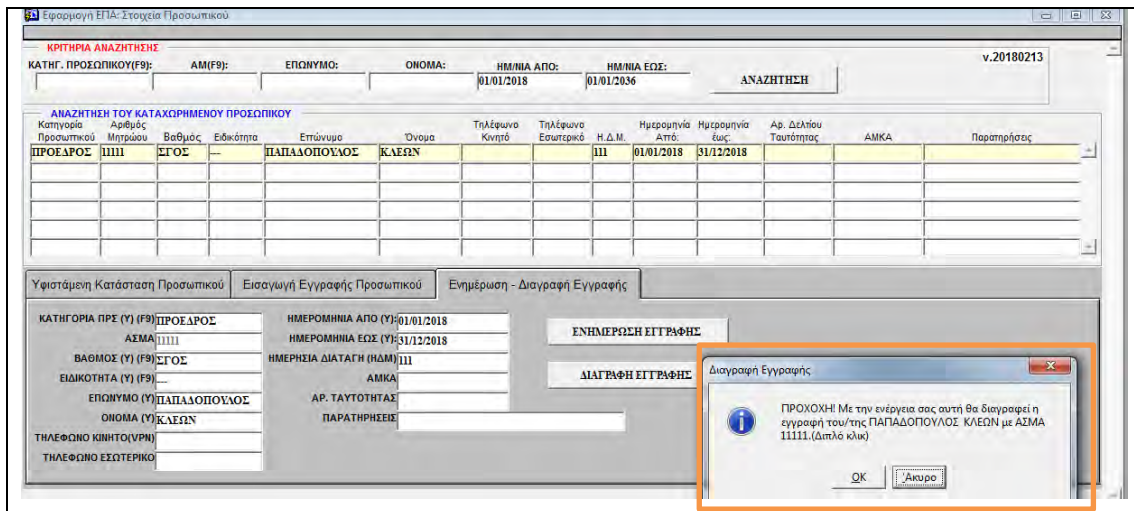 Εφαρμογή ΕΠΑ: Στοιχεία Προσωπικού
ΚΡΙΤΗΡΙΑ ΑΝΑΖΗΤΗΣΗΣ
v.20180213
ΚΑΤΗΓ. ΠΡΟΣΩΠΙΚΟΥ(F9): ΑΜ(F9): ΕΠΩΝΥΜΟ: ΟΝΟΜΑ: ΗΜ/ΝΙΑ ΑΠΟ: ΗΜ/ΝΙΑ ΕΩΣ:
01/01/2018 01/01/2036 ΑΝΑΖΗΤΗΣΗ
ΑΝΑΖΗΤΗΣΗ ΤΟΥ ΚΑΤΑΧΩΡΗΜΕΝΟΥ ΠΡΟΣΩΠΙΚΟΥ
Κατηγορία Αριθμός Τηλέφωνο Τηλέφωνο Ημερομηνία Ημερομηνία Αρ. Δελτίου
Προσωπικού Μητρώου Βαθμός Ειδικότητα Επώνυμο Όνομα Κινητό Εσωτερικό Η.Δ.Μ. Από: έως: Ταυτότητας ΑΜΚΑ Παρατηρήσεις
ΠΡΟΕΔΡΟΣ 11111 ΣΓΟΣ --- ΠΑΠΑΔΟΠΟΥΛΟΣ ΚΛΕΩΝ 111 01/01/2018 31/12/2018
Υφιστάμενη Κατάσταση Προσωπικού Εισαγωγή Εγγραφής Προσωπικού Ενημέρωση - Διαγραφή Εγγραφής
ΚΑΤΗΓΟΡΙΑ ΠΡΣ (Υ) (F9) ΠΡΟΕΔΡΟΣ ΗΜΕΡΟΜΗΝΙΑ ΑΠΟ (Υ): 01/01/2018
ΑΣΜΑ 11111 ΗΜΕΡΟΜΗΝΙΑ ΕΩΣ (Υ): 31/12/2018 ΕΝΗΜΕΡΩΣΗ ΕΓΓΡΑΦΗΣ
ΒΑΘΜΟΣ (Υ) (F9) ΣΓΟΣ ΗΜΕΡΗΣΙΑ ΔΙΑΤΑΓΗ (ΗΔΜ) 111
ΕΙΔΙΚΟΤΗΤΑ (Υ) (F9) --- ΑΜΚΑ ΔΙΑΓΡΑΦΗ ΕΓΓΡΑΦΗΣ
ΕΠΩΝΥΜΟ (Υ) ΠΑΠΑΔΟΠΟΥΛΟΣ ΑΡ. ΤΑΥΤΟΤΗΤΑΣ
ΟΝΟΜΑ (Υ) ΚΛΕΩΝ ΠΑΡΑΤΗΡΗΣΕΙΣ
ΤΗΛΕΦΩΝΟ ΚΙΝΗΤΟ(VPN)
ΤΗΛΕΦΩΝΟ ΕΣΩΤΕΡΙΚΟ
Διαγραφή Εγγραφής
ΠΡΟΧΟΧΗ! Με την ενέργεια σας αυτή θα διαγραφεί η
εγγραφή του/της ΠΑΠΑΔΟΠΟΥΛΟΣ ΚΛΕΩΝ με ΑΣΜΑ
11111.(Διπλό κλικ)
OK Άκυρο